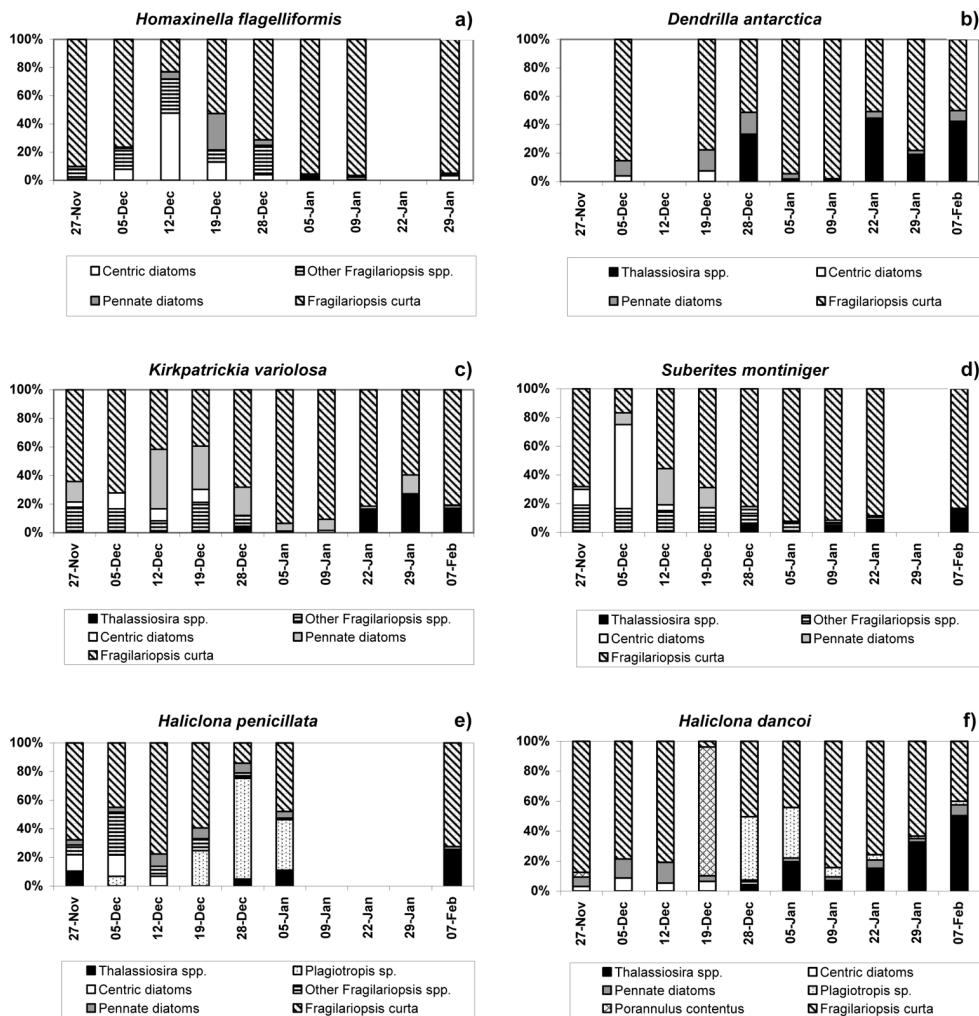 Homaxinella flagelliformis a)
100%
80%
60%
40%
20%
0%
27-Nov 05-Dec 12-Dec 19-Dec 28-Dec 05-Jan 09-Jan 22-Jan 29-Jan
Centric diatoms Other Fragilariopsis spp.
Pennate diatoms Fragilariopsis curta
Dendrilla antarctica b)
100%
80%
60%
40%
20%
0%
27-Nov 05-Dec 12-Dec 19-Dec 28-Dec 05-Jan 09-Jan 22-Jan 29-Jan 07-Feb
Thalassiosira spp. Centric diatoms
Pennate diatoms Fragilariopsis curta
Kirkpatrickia variolosa c)
100%
80%
60%
40%
20%
0%
27-Nov 05-Dec 12-Dec 19-Dec 28-Dec 05-Jan 09-Jan 22-Jan 29-Jan 07-Feb
Thalassiosira spp. Other Fragilariopsis spp.
Centric diatoms Pennate diatoms
Fragilariopsis curta
Suberites montiniger d)
100%
80%
60%
40%
20%
0%
27-Nov 05-Dec 12-Dec 19-Dec 28-Dec 05-Jan 09-Jan 22-Jan 29-Jan 07-Feb
Thalassiosira spp. Other Fragilariopsis spp.
Centric diatoms Pennate diatoms
Fragilariopsis curta
Haliclona penicillata e)
100%
80%
60%
40%
20%
0%
27-Nov 05-Dec 12-Dec 19-Dec 28-Dec 05-Jan 09-Jan 22-Jan 29-Jan 07-Feb
Thalassiosira spp. Plagiotropis sp.
Centric diatoms Other Fragilariopsis spp.
Pennate diatoms Fragilariopsis curta
Haliclona dancoi f)
100%
80%
60%
40%
20%
0%
27-Nov 05-Dec 12-Dec 19-Dec 28-Dec 05-Jan 09-Jan 22-Jan 29-Jan 07-Feb
Thalassiosira spp. Centric diatoms
Pennate diatoms Plagiotropis sp.
Porannulus contentus Fragilariopsis curta